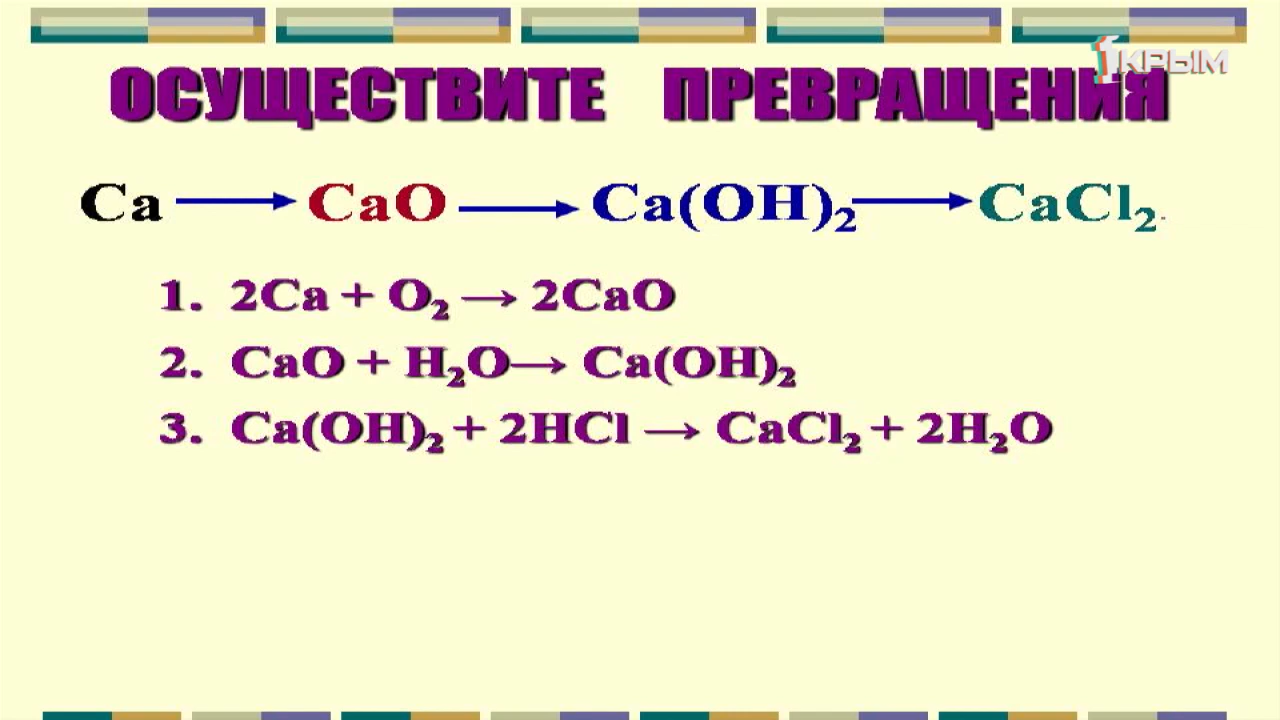 1КРЫМ
ОСУЩЕСТВИТЕ ПРЕВРАЩЕНИЯ
Ca → CaO → Ca(OH)₂ → CaCl₂.
1. 2Ca + O₂ → 2CaO
2. CaO + H₂O → Ca(OH)₂
3. Ca(OH)₂ + 2HCl → CaCl₂ + 2H₂O